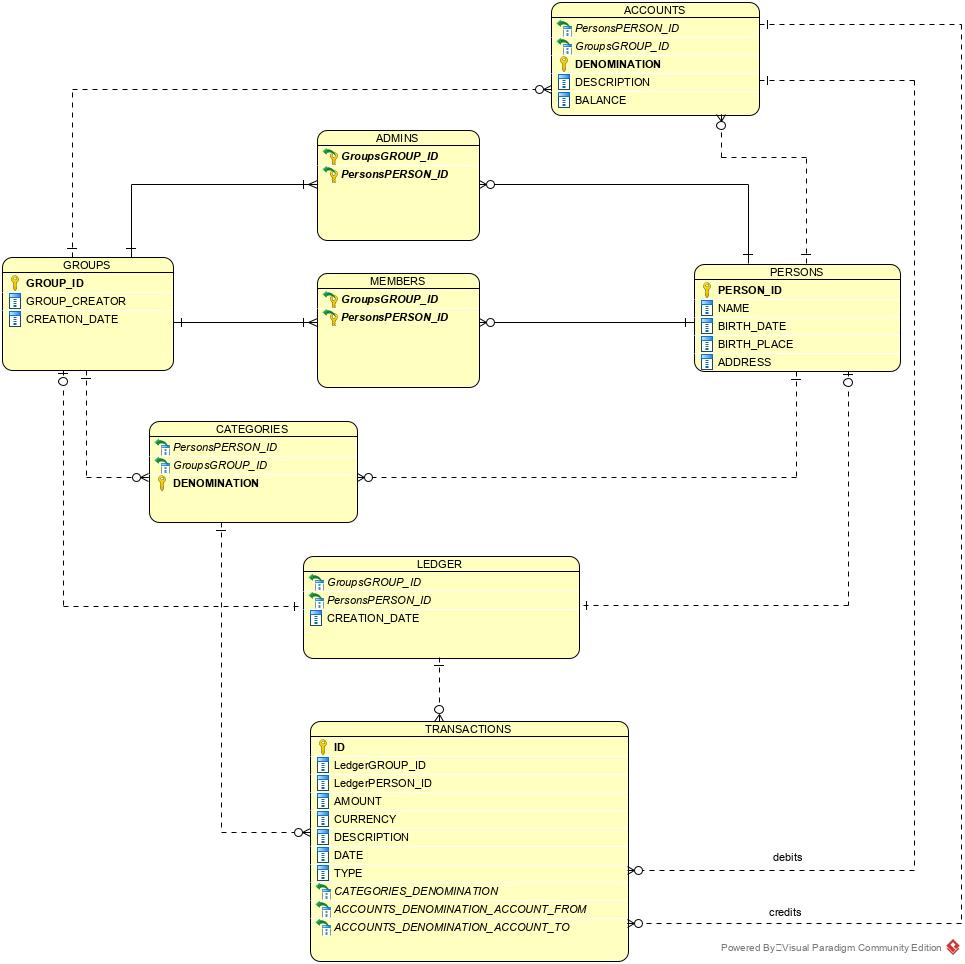 ACCOUNTS
PersonsPERSON_ID
GroupsGROUP_ID
DENOMINATION
DESCRIPTION
BALANCE
ADMINS
GroupsGROUP_ID
PersonsPERSON_ID
GROUPS
GROUP_ID
GROUP_CREATOR
CREATION_DATE
MEMBERS
GroupsGROUP_ID
PersonsPERSON_ID
PERSONS
PERSON_ID
NAME
BIRTH_DATE
BIRTH_PLACE
ADDRESS
CATEGORIES
PersonsPERSON_ID
GroupsGROUP_ID
DENOMINATION
LEDGER
GroupsGROUP_ID
PersonsPERSON_ID
CREATION_DATE
TRANSACTIONS
ID
LedgerGROUP_ID
LedgerPERSON_ID
AMOUNT
CURRENCY
DESCRIPTION
DATE
TYPE
CATEGORIES_DENOMINATION
ACCOUNTS_DENOMINATION_ACCOUNT_FROM
ACCOUNTS_DENOMINATION_ACCOUNT_TO
debits
credits
Powered By Visual Paradigm Community Edition